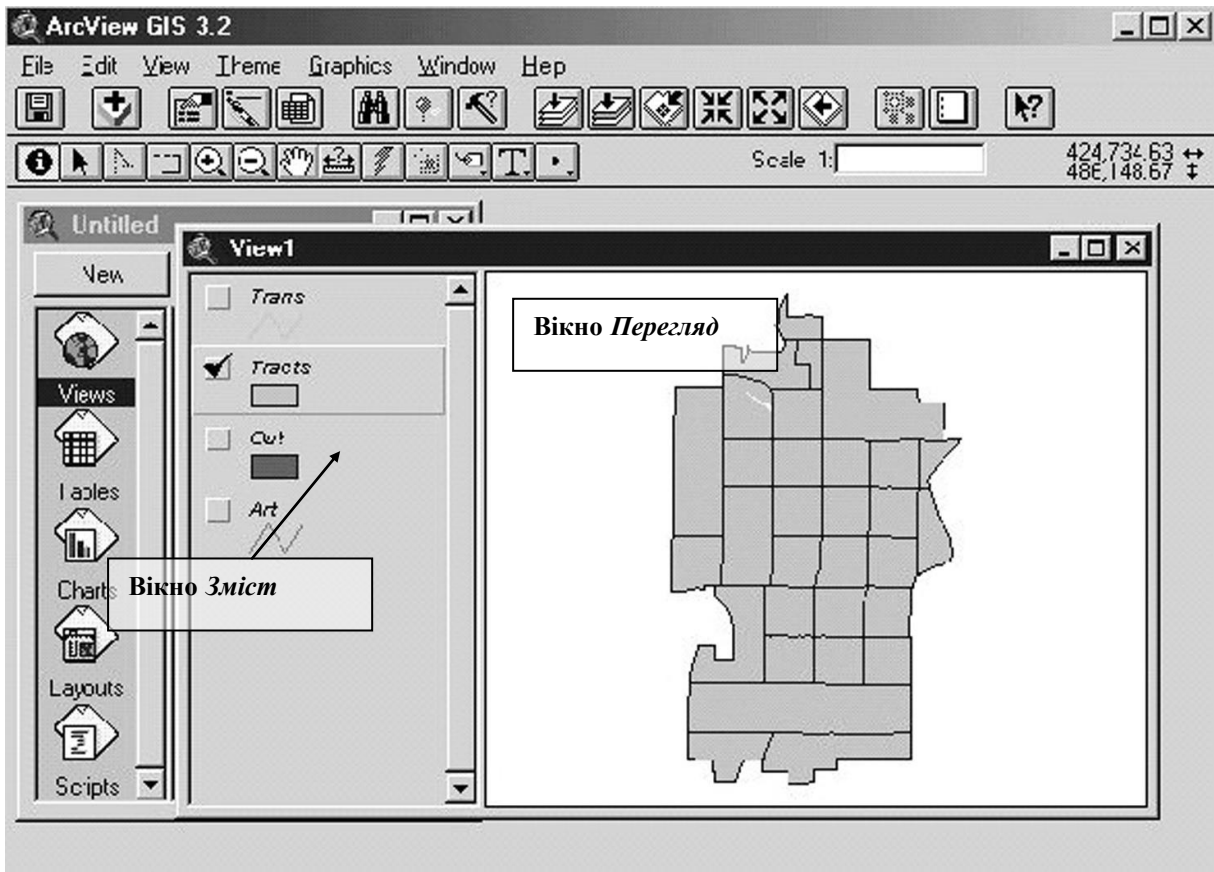 ArcView GIS 3.2
File Edit View Theme Graphics Window Help
Scale 1:
424,734.63
486,148.67
Untitled
New
Views
Tables
Charts
Layouts
Scripts
View1
Trans
Tracts
Cut
Art
Вікно Перегляд
Вікно Зміст